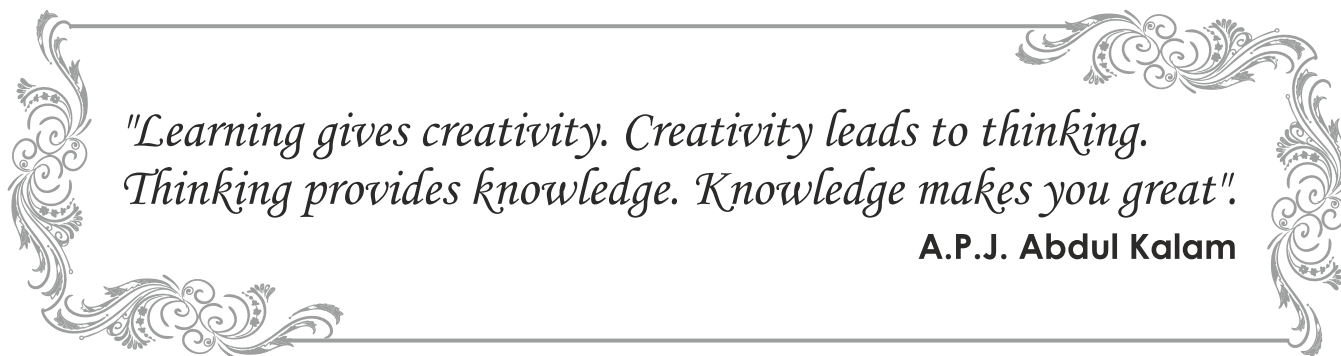 "Learning gives creativity. Creativity leads to thinking.
Thinking provides knowledge. Knowledge makes you great".
A.P.J. Abdul Kalam